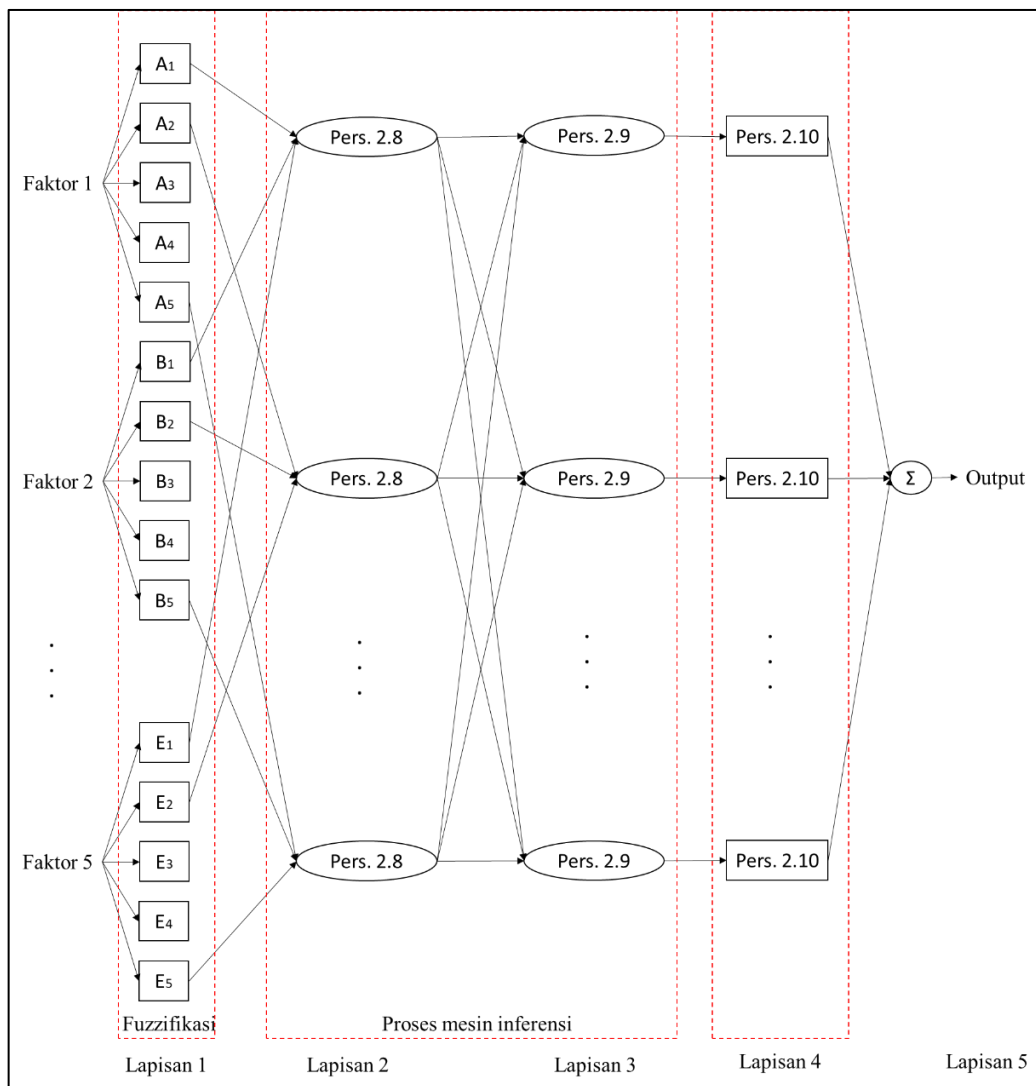 A1
A2
A3
A4
A5
Faktor 1
B1
B2
B3
B4
B5
Faktor 2
E1
E2
E3
E4
E5
Faktor 5
Fuzzifikasi
Pers. 2.8
Pers. 2.8
Pers. 2.8
Pers. 2.9
Pers. 2.9
Pers. 2.9
Proses mesin inferensi
Pers. 2.10
Pers. 2.10
Pers. 2.10
Σ
Output
Lapisan 1
Lapisan 2
Lapisan 3
Lapisan 4
Lapisan 5